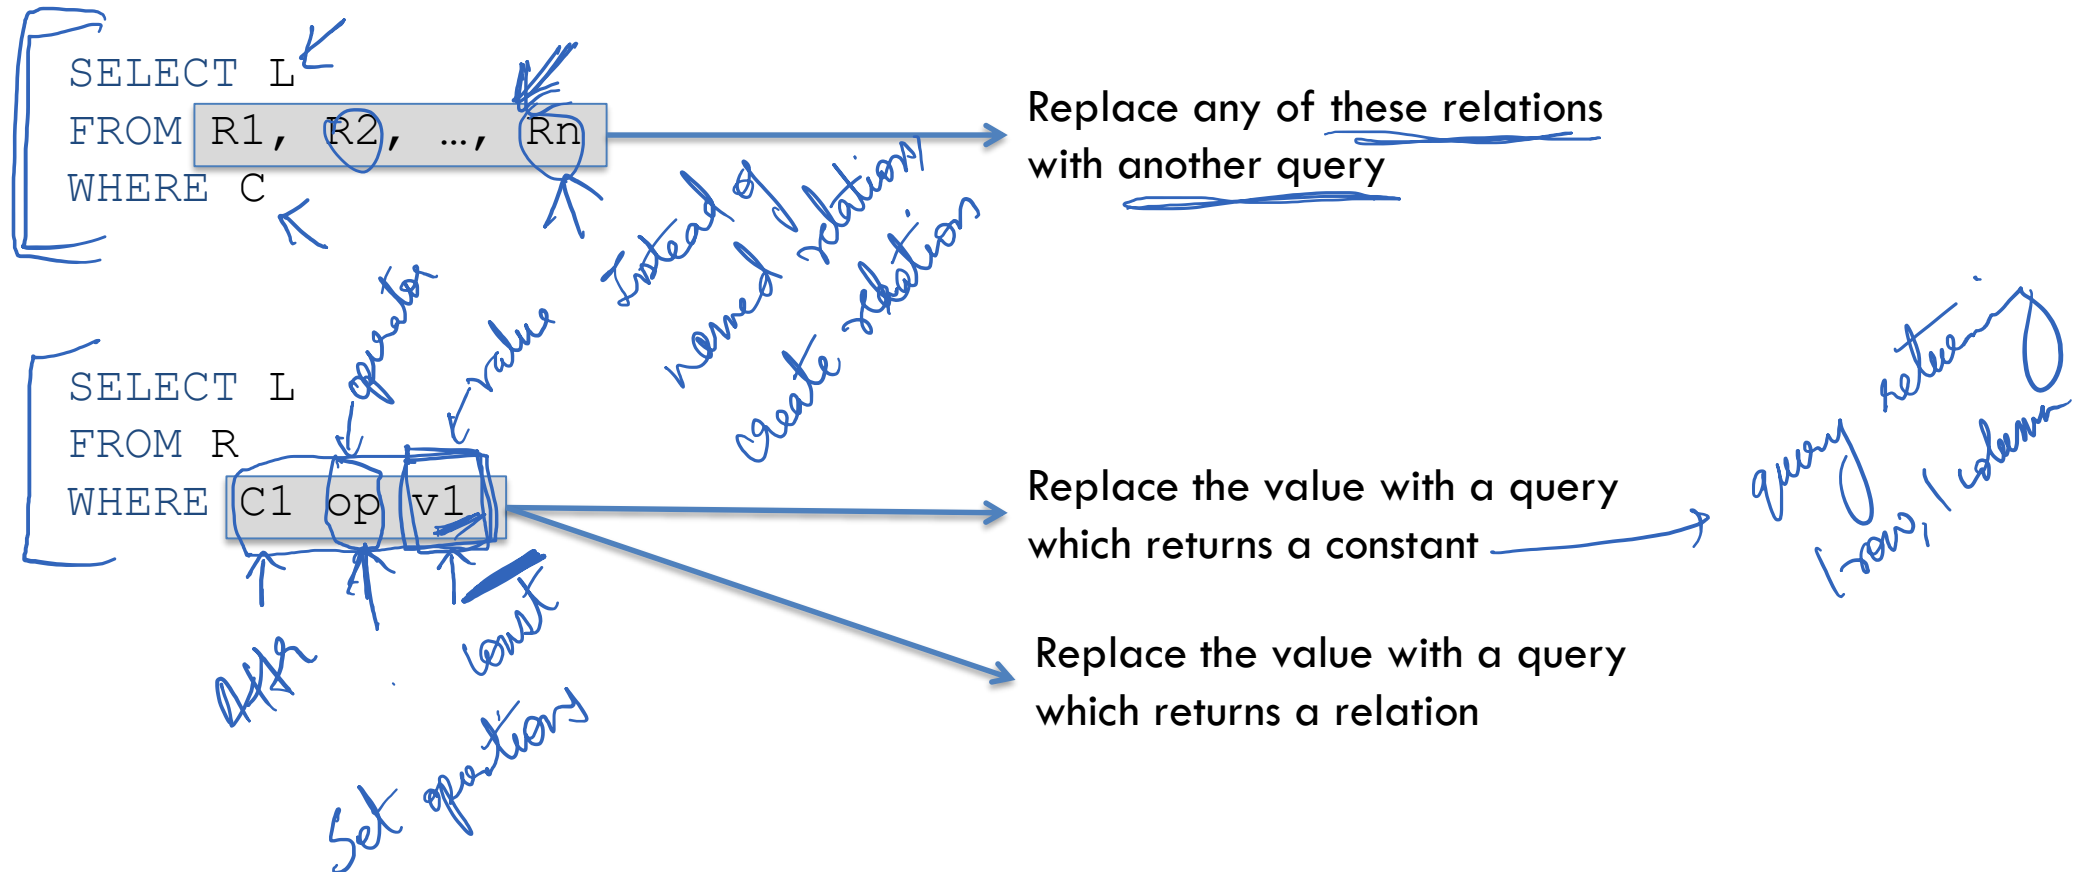 SELECT L
FROM R1, R2, …, Rn
WHERE C
Replace any of these relations
with another query
Instead of
named relations
create relations
operator
value
SELECT L
FROM R
WHERE C1 op v1
Attr
const
Set operations
Replace the value with a query
which returns a constant
query returning
1 row, 1 column
Replace the value with a query
which returns a relation